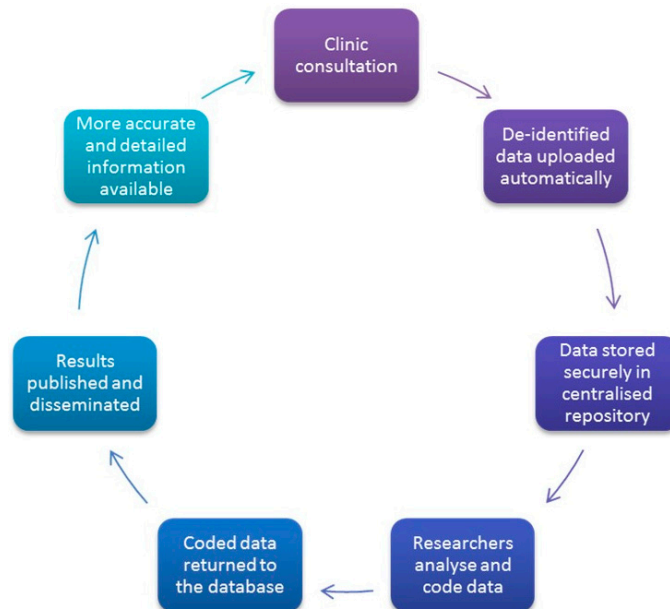 Clinic
consultation
De-identified
data uploaded
automatically
Data stored
securely in
centralised
repository
Researchers
analyse and
code data
Coded data
returned to
the database
Results
published and
disseminated
More accurate
and detailed
information
available